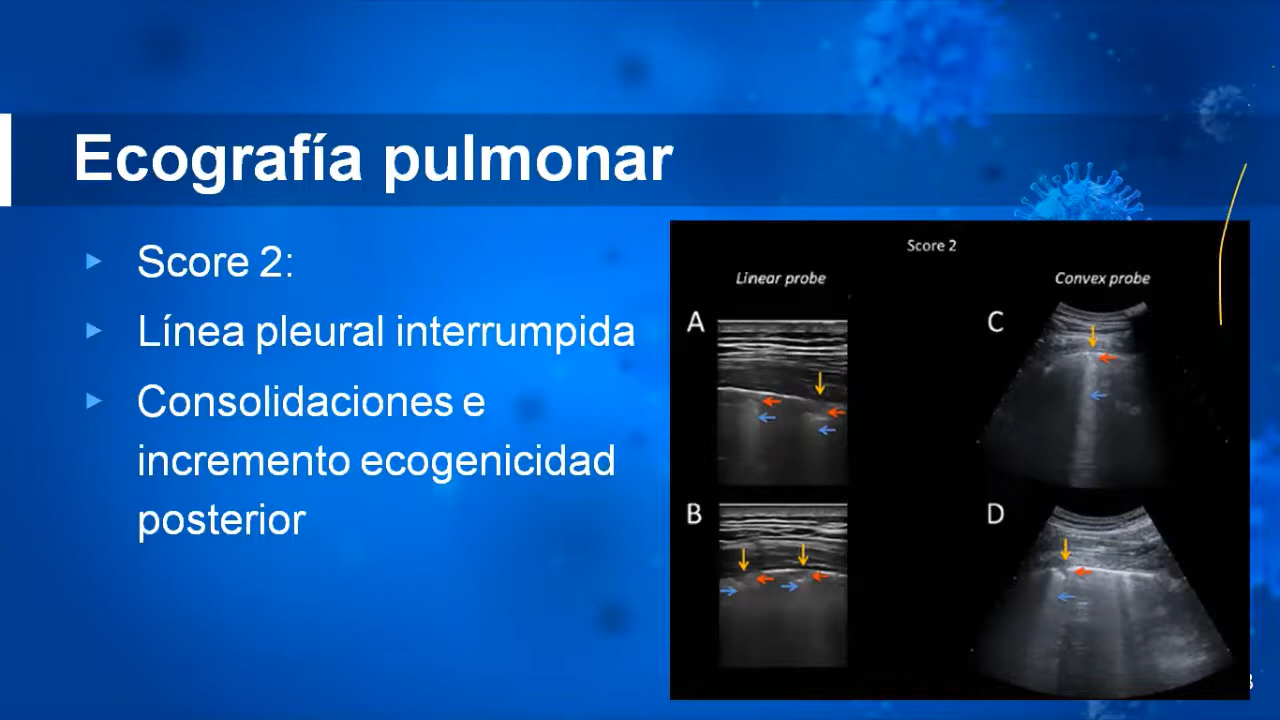 Ecografía pulmonar
Score 2:
Línea pleural interrumpida
Consolidaciones e
incremento ecogenicidad
posterior
Score 2
Linear probe
Convex probe
A
C
B
D